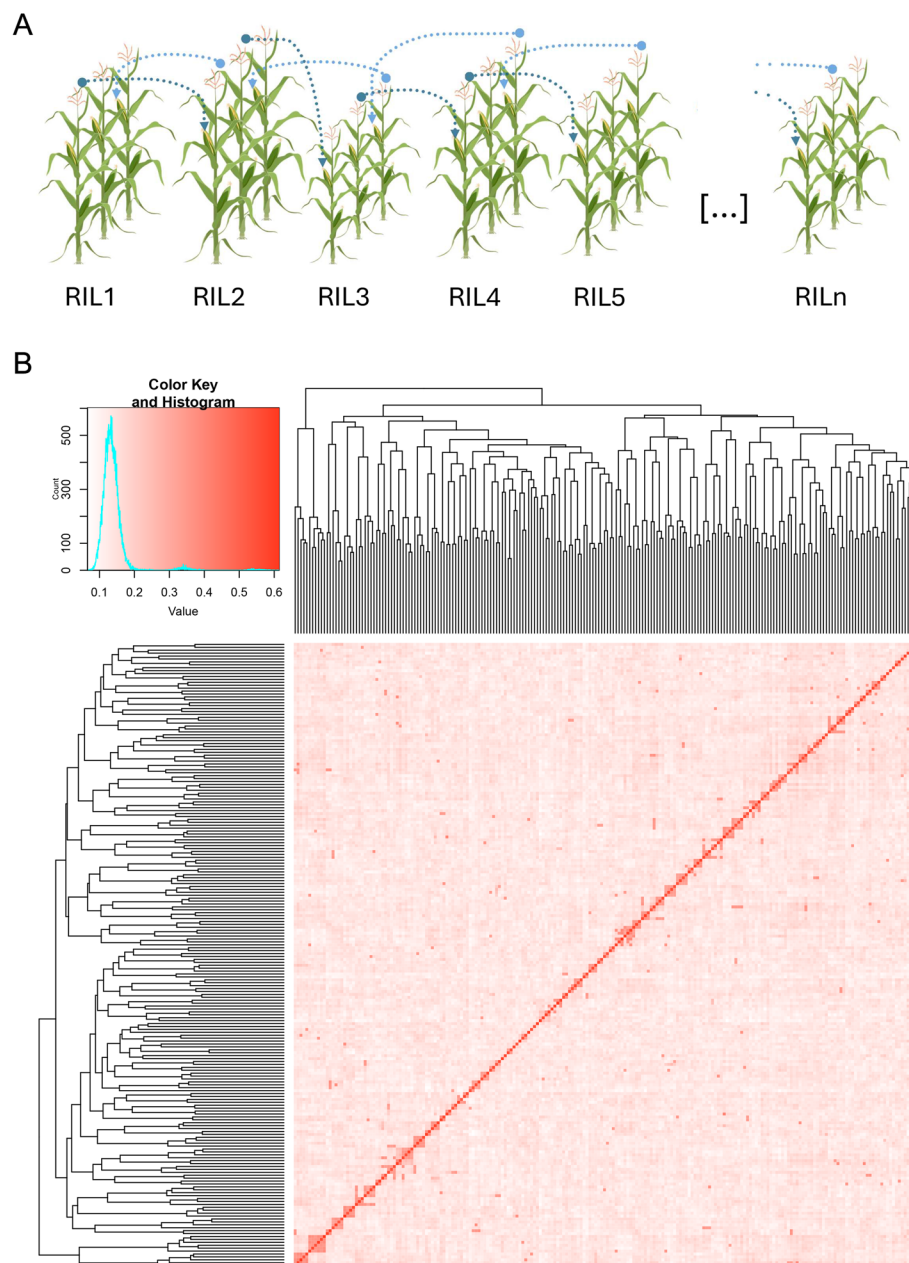 A
RIL1 RIL2 RIL3 RIL4 RIL5 [...] RILn
B
Color Key
and Histogram
Count
0 100 300 500
0.1 0.2 0.3 0.4 0.5 0.6
Value